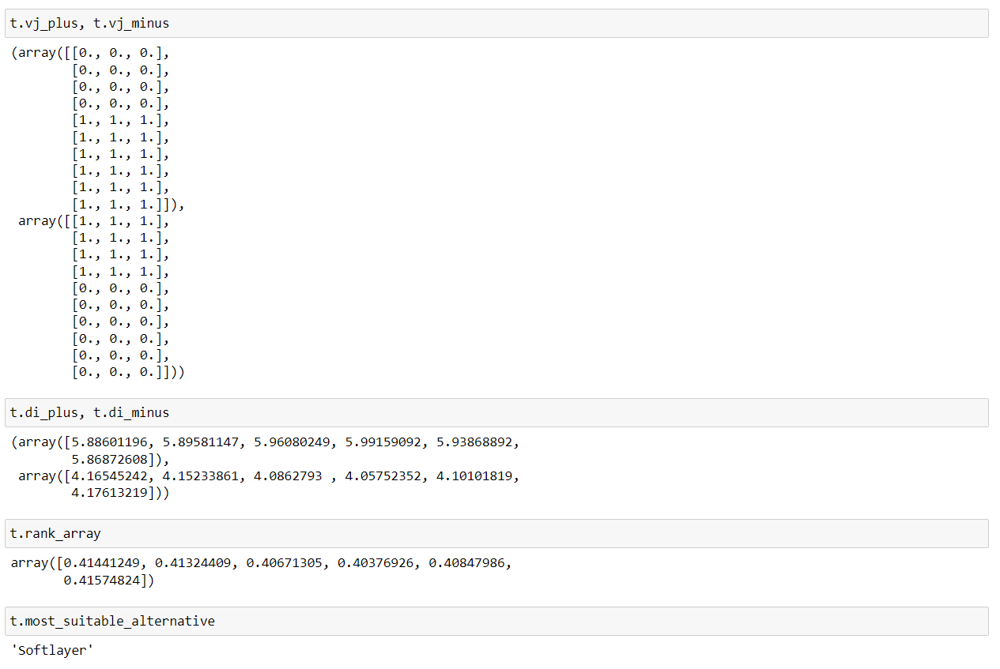 t.vj_plus, t.vj_minus
(array([[0., 0., 0.],
        [0., 0., 0.],
        [0., 0., 0.],
        [0., 0., 0.],
        [1., 1., 1.],
        [1., 1., 1.],
        [1., 1., 1.],
        [1., 1., 1.],
        [1., 1., 1.],
        [1., 1., 1.]]),
 array([[1., 1., 1.],
        [1., 1., 1.],
        [1., 1., 1.],
        [1., 1., 1.],
        [0., 0., 0.],
        [0., 0., 0.],
        [0., 0., 0.],
        [0., 0., 0.],
        [0., 0., 0.],
        [0., 0., 0.]]))
t.di_plus, t.di_minus
(array([5.88601196, 5.89581147, 5.96080249, 5.99159092, 5.93868892,
        5.86872608]),
 array([4.16545242, 4.15233861, 4.0862793 , 4.05752352, 4.10101819,
        4.17613219]))
t.rank_array
array([0.41441249, 0.41324409, 0.40671305, 0.40376926, 0.40847986,
       0.41574824])
t.most_suitable_alternative
'Softlayer'